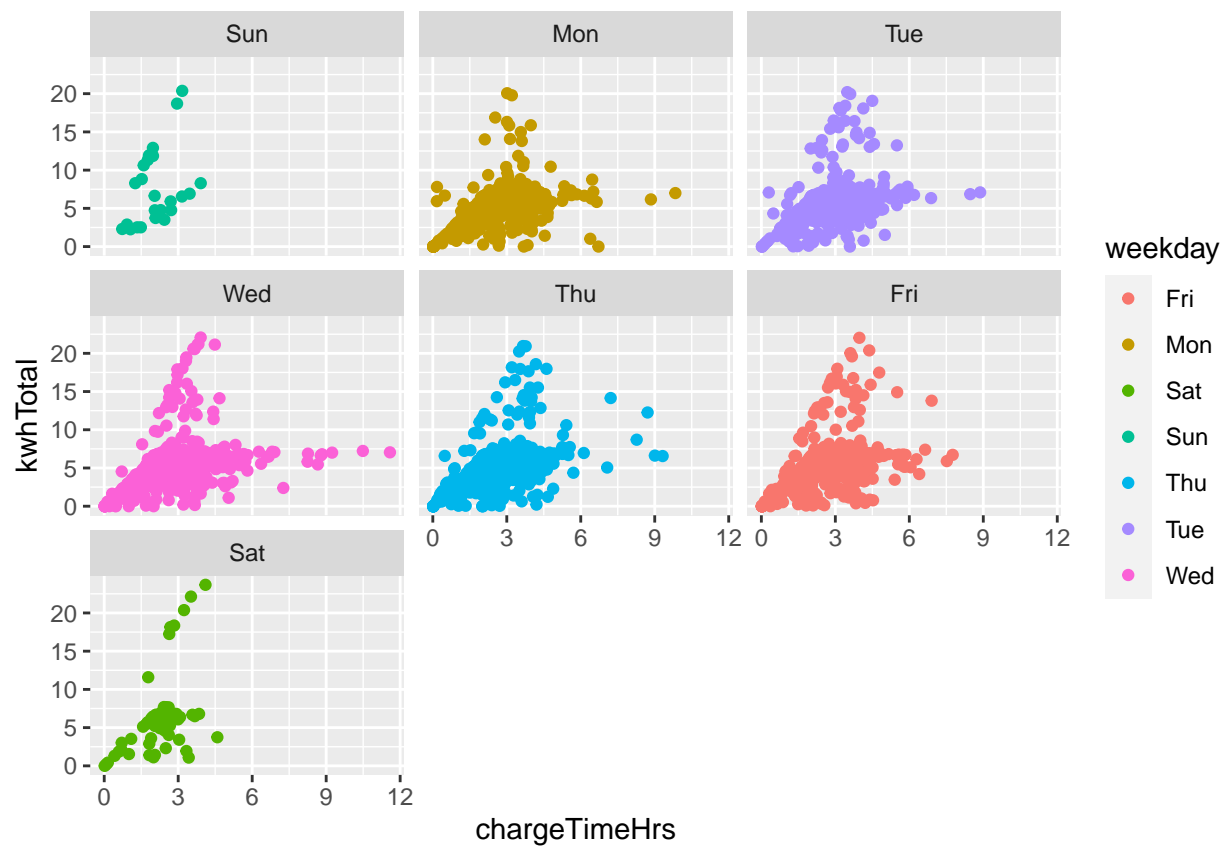 Sun Mon Tue
20
15
10
5
0
Wed Thu Fri
20
15
10
5
0
0 3 6 9 12 0 3 6 9 12
Sat
20
15
10
5
0
0 3 6 9 12
kwhTotal
chargeTimeHrs
weekday
Fri
Mon
Sat
Sun
Thu
Tue
Wed